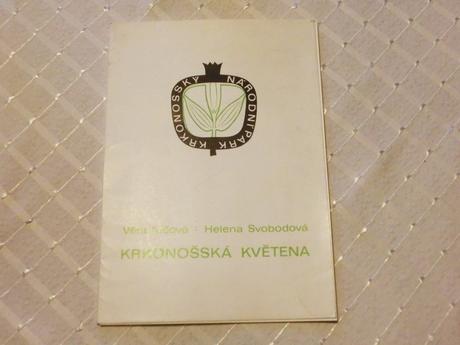 KRKONOŠSKÝ NÁRODNÍ PARK
Věra · Helena Svobodová
KRKONOŠSKÁ KVĚTENA